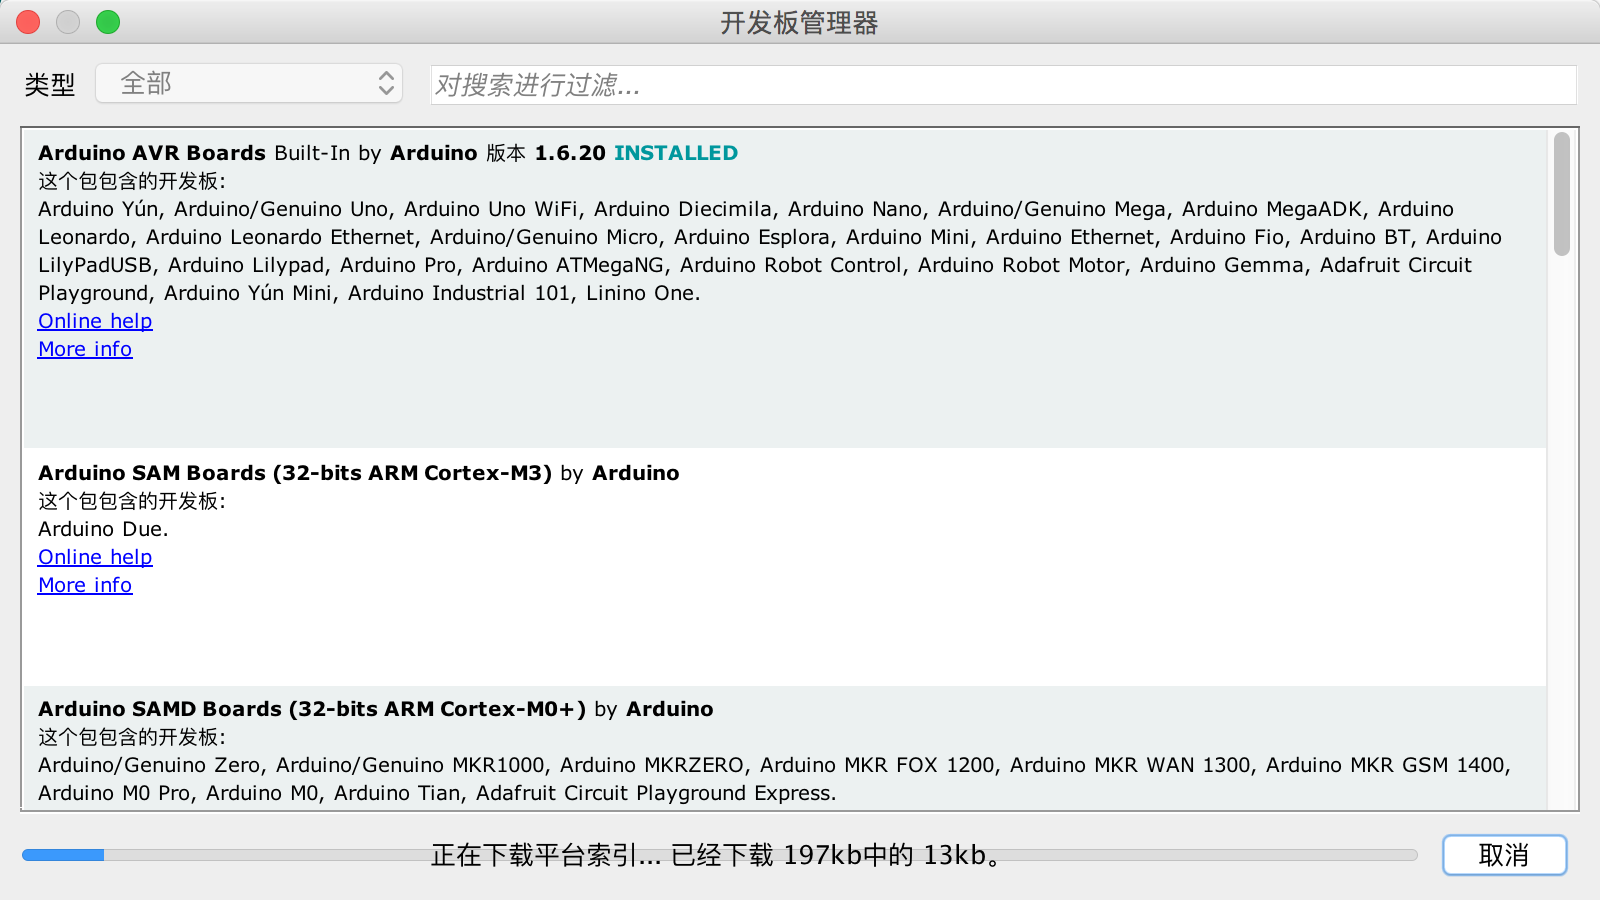 开发板管理器
类型 全部 对搜索进行过滤...
Arduino AVR Boards Built-In by Arduino 版本 1.6.20 INSTALLED
这个包包含的开发板:
Arduino Yún, Arduino/Genuino Uno, Arduino Uno WiFi, Arduino Diecimila, Arduino Nano, Arduino/Genuino Mega, Arduino MegaADK, Arduino
Leonardo, Arduino Leonardo Ethernet, Arduino/Genuino Micro, Arduino Esplora, Arduino Mini, Arduino Ethernet, Arduino Fio, Arduino BT, Arduino
LilyPadUSB, Arduino Lilypad, Arduino Pro, Arduino ATMegaNG, Arduino Robot Control, Arduino Robot Motor, Arduino Gemma, Adafruit Circuit
Playground, Arduino Yún Mini, Arduino Industrial 101, Linino One.
Online help
More info
Arduino SAM Boards (32-bits ARM Cortex-M3) by Arduino
这个包包含的开发板:
Arduino Due.
Online help
More info
Arduino SAMD Boards (32-bits ARM Cortex-M0+) by Arduino
这个包包含的开发板:
Arduino/Genuino Zero, Arduino/Genuino MKR1000, Arduino MKRZERO, Arduino MKR FOX 1200, Arduino MKR WAN 1300, Arduino MKR GSM 1400,
Arduino M0 Pro, Arduino M0, Arduino Tian, Adafruit Circuit Playground Express.
正在下载平台索引... 已经下载 197kb中的 13kb。 取消